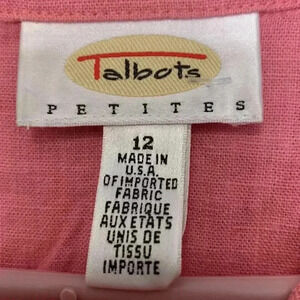 Talbots
PETITES
12
MADE IN
U.S.A.
OF IMPORTED
FABRIC
FABRIQUE
AUX ETATS
UNIS DE
TISSU
IMPORTE